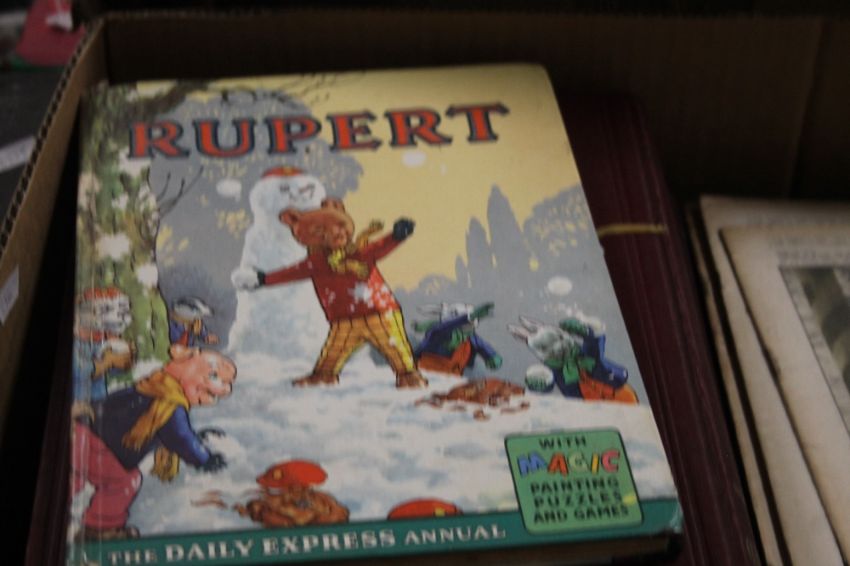 RUPERT
WITH
MAGIC
PAINTING
PUZZLES
AND GAMES
THE DAILY EXPRESS ANNUAL